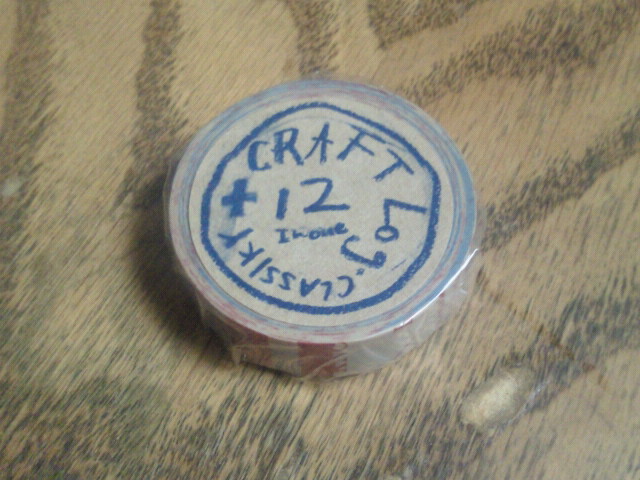 CRAFT Log. CLASSIKY
+12
Inoue